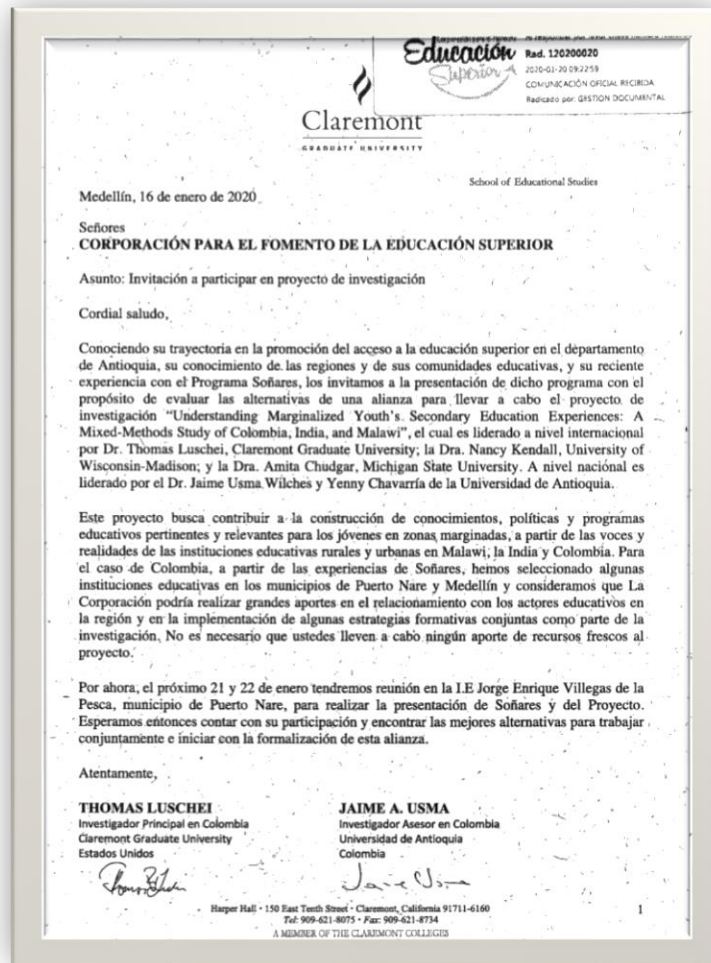 Educación
Superior
Rad. 120200020
2020-01-20 09:22:59
COMUNICACIÓN OFICIAL RECIBIDA
Radicado por: GESTION DOCUMENTAL
Claremont
GRADUATE UNIVERSITY
School of Educational Studies
Medellín, 16 de enero de 2020
Señores
CORPORACIÓN PARA EL FOMENTO DE LA EDUCACIÓN SUPERIOR
Asunto: Invitación a participar en proyecto de investigación
Cordial saludo,
Conociendo su trayectoria en la promoción del acceso a la educación superior en el departamento
de Antioquia, su conocimiento de las regiones y de sus comunidades educativas, y su reciente
experiencia con el Programa Soñares, los invitamos a la presentación de dicho programa con el
propósito de evaluar las alternativas de una alianza para llevar a cabo el proyecto de
investigación “Understanding Marginalized Youth's Secondary Education Experiences: A
Mixed-Methods Study of Colombia, India, and Malawi”, el cual es liderado a nivel internacional
por Dr. Thomas Luschei, Claremont Graduate University; la Dra. Nancy Kendall, University of
Wisconsin-Madison; y la Dra. Amita Chudgar, Michigan State University. A nivel nacional es
liderado por el Dr. Jaime Usma Wilches y Yenny Chavarría de la Universidad de Antioquia.
Este proyecto busca contribuir a la construcción de conocimientos, políticas y programas
educativos pertinentes y relevantes para los jóvenes en zonas marginadas, a partir de las voces y
realidades de las instituciones educativas rurales y urbanas en Malawi, la India y Colombia. Para
el caso de Colombia, a partir de las experiencias de Soñares, hemos seleccionado algunas
instituciones educativas en los municipios de Puerto Nare y Medellín y consideramos que La
Corporación podría realizar grandes aportes en el relacionamiento con los actores educativos en
la región y en la implementación de algunas estrategias formativas conjuntas como parte de la
investigación. No es necesario que ustedes lleven a cabo ningún aporte de recursos frescos al
proyecto.
Por ahora, el próximo 21 y 22 de enero tendremos reunión en la I.E Jorge Enrique Villegas de la
Pesca, municipio de Puerto Nare, para realizar la presentación de Soñares y del Proyecto.
Esperamos entonces contar con su participación y encontrar las mejores alternativas para trabajar
conjuntamente e iniciar con la formalización de esta alianza.
Atentamente,
THOMAS LUSCHEI
Investigador Principal en Colombia
Claremont Graduate University
Estados Unidos
JAIME A. USMA
Investigador Asesor en Colombia
Universidad de Antioquia
Colombia
Harper Hall • 150 East Tenth Street • Claremont, California 91711-6160
Tel: 909-621-8075 • Fax: 909-621-8734
A MEMBER OF THE CLAREMONT COLLEGES
1